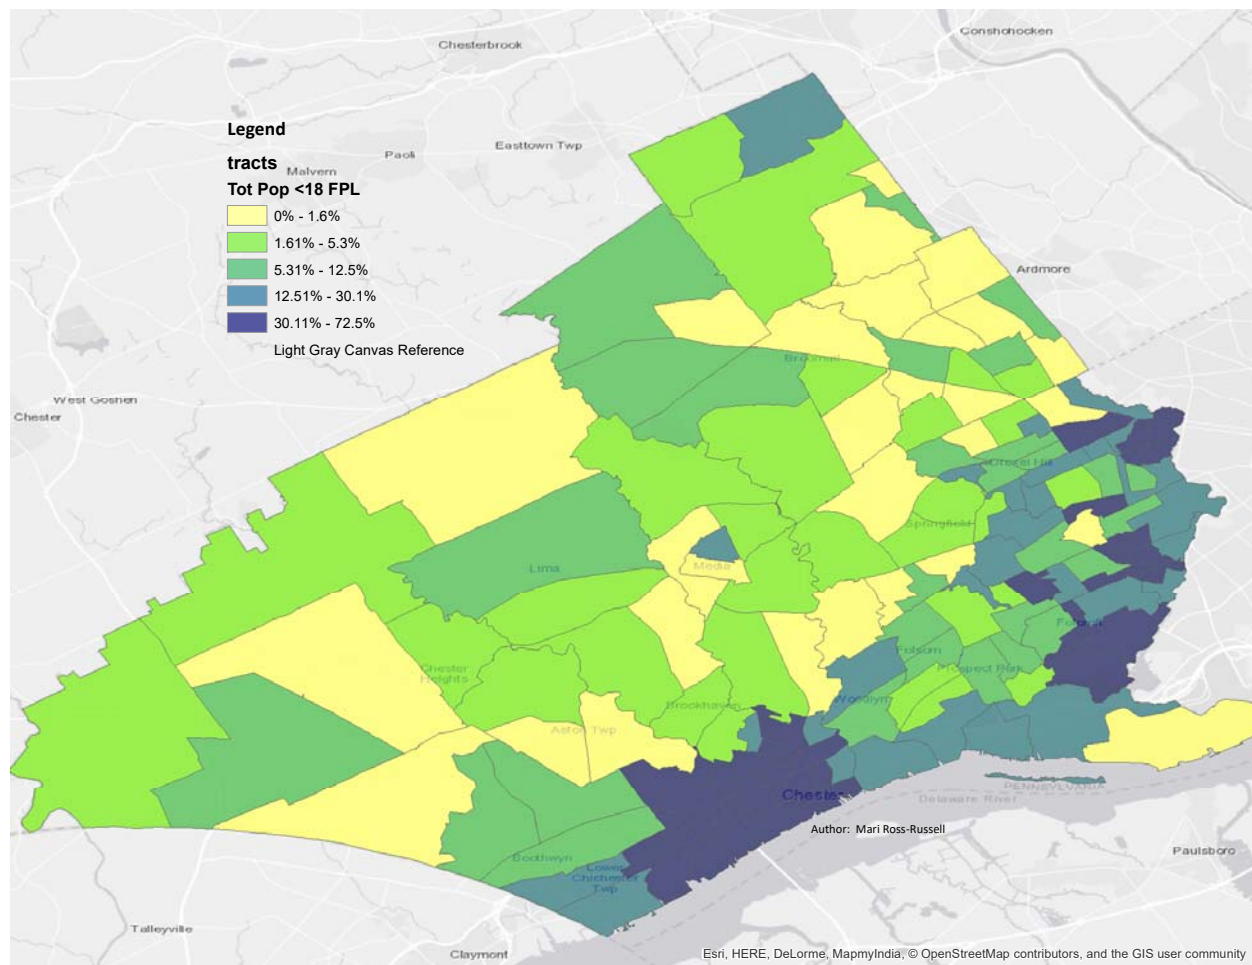 Conshohocken
Chesterbrook
Legend
tracts
Tot Pop <18 FPL
0% - 1.6%
1.61% - 5.3%
5.31% - 12.5%
12.51% - 30.1%
30.11% - 72.5%
Light Gray Canvas Reference
Easttown Twp
Paoli
Malvern
Ardmore
Broomall
West Goshen
Chester
Drexel Hill
Springfield
Lima
Media
Folcroft
Folsom
Prospect Park
Chester
Heights
Woodlyn
Brookhaven
Aston Twp
PENNSYLVANIA
Chester
Delaware River
Author: Mari Ross-Russell
Paulsboro
Boothwyn
Lower
Chichester
Twp
Talleyville
Claymont
Esri, HERE, DeLorme, MapmyIndia, © OpenStreetMap contributors, and the GIS user community